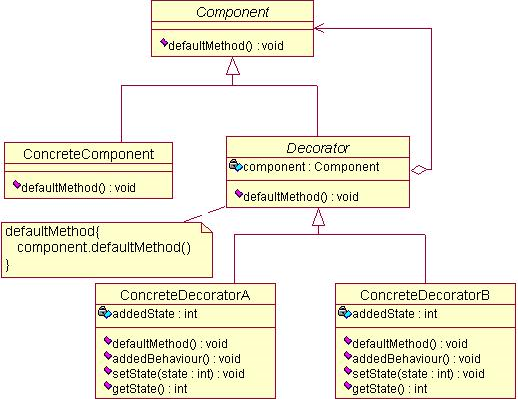 Component
defaultMethod() : void
ConcreteComponent
defaultMethod() : void
Decorator
component : Component
defaultMethod() : void
defaultMethod{
component.defaultMethod()
}
ConcreteDecoratorA
addedState : int
defaultMethod() : void
addedBehaviour() : void
setState(state : int) : void
getState() : int
ConcreteDecoratorB
addedState : int
defaultMethod() : void
addedBehaviour() : void
setState(state : int) : void
getState() : int